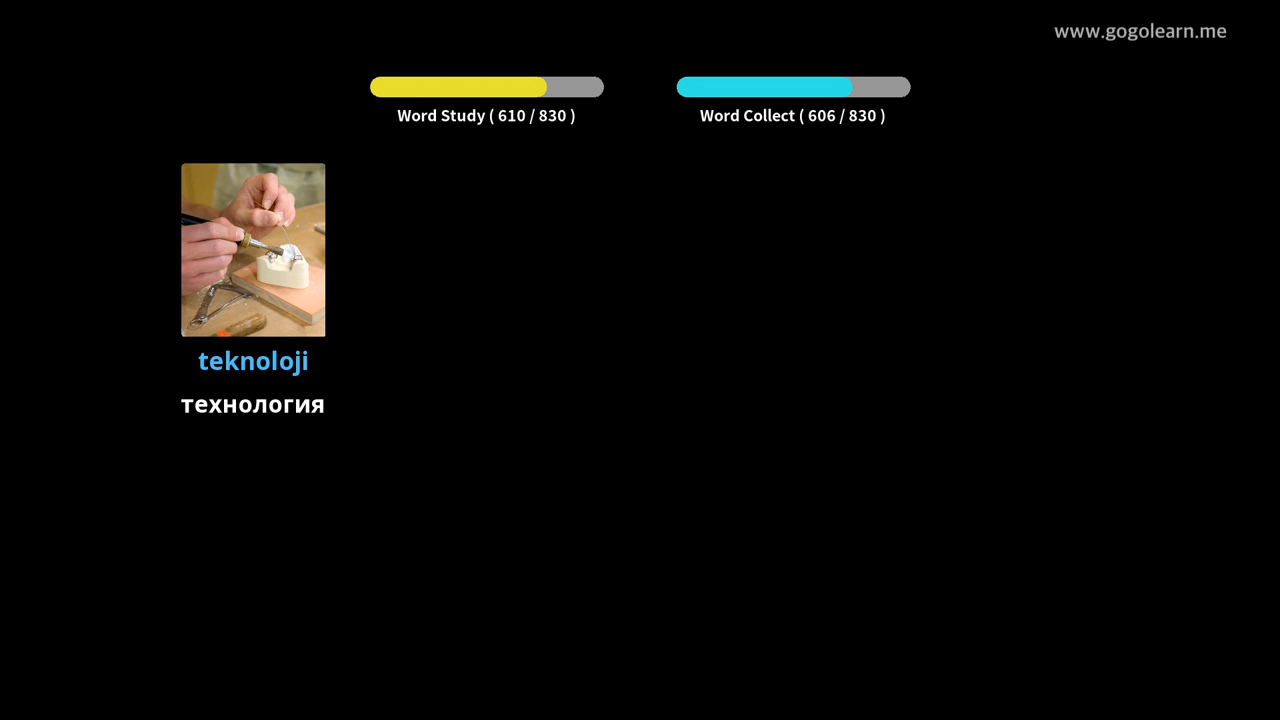 www.gogolearn.me
Word Study ( 610 / 830 )
Word Collect ( 606 / 830 )
teknoloji
технология